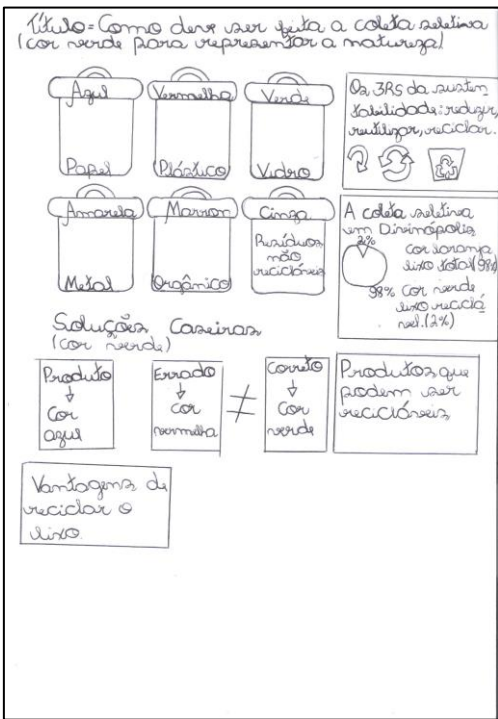 Título = Como deve ser feita a coleta seletiva
(cor verde para representar a natureza)
Azul
Papel
Vermelha
Plástico
Verde
Vidro
Os 3Rs da susten
tabilidade: reduzir,
reutilizar, reciclar.
Amarela
Metal
Marrom
Orgânico
Cinza
Resíduos
não
recicláveis
A coleta seletiva
em Divinópolis
2%
cor laranja
lixo total (98%)
98% cor verde
lixo reciclá
vel. (2%)
Soluções Caseiras
(cor verde)
Produto
↓
Cor
azul
Errado
↓
cor
vermelha
≠
Correto
↓
Cor
verde
Produtos que
podem ser
recicláveis
Vantagens de
reciclar o
lixo